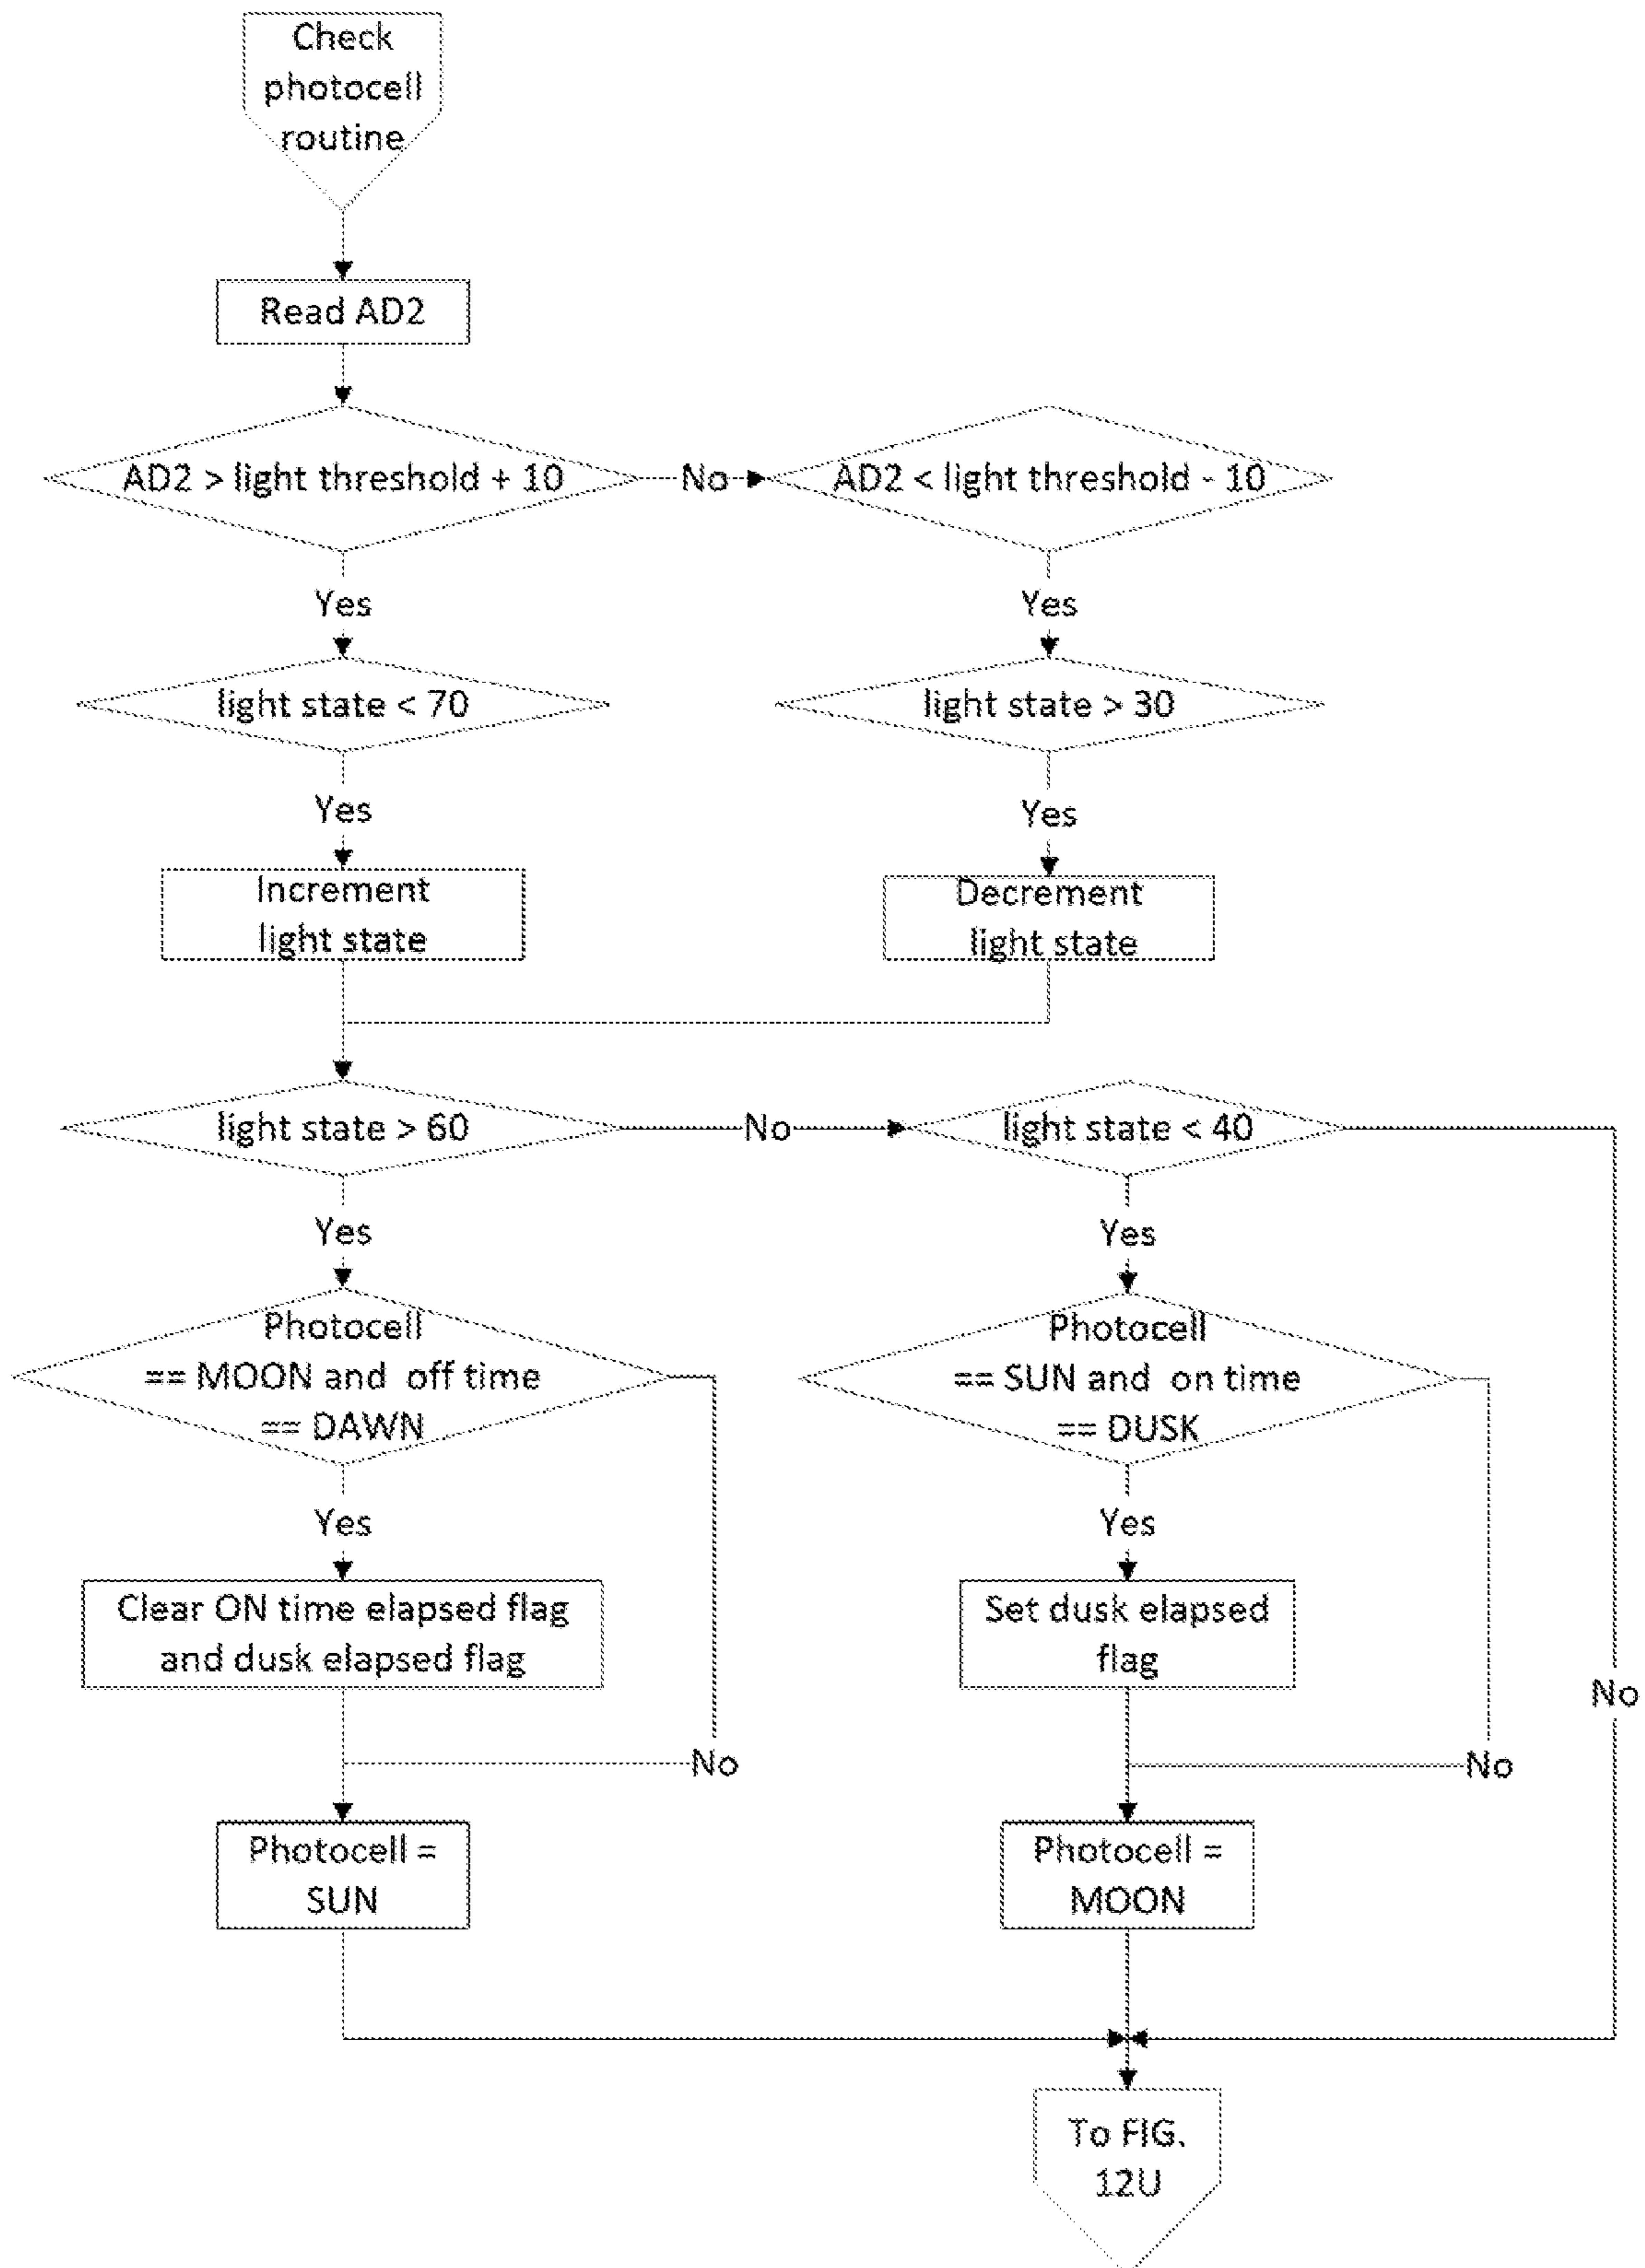 Check
photocell
routine
Read AD2
AD2 > light threshold + 10
No
AD2 < light threshold - 10
Yes
Yes
light state < 70
light state > 30
Yes
Yes
Increment
light state
Decrement
light state
light state > 60
No
light state < 40
Yes
Yes
Photocell
== MOON and off time
== DAWN
Photocell
== SUN and on time
== DUSK
Yes
Yes
Clear ON time elapsed flag
and dusk elapsed flag
Set dusk elapsed
flag
No
No
No
Photocell =
SUN
Photocell =
MOON
To FIG.
12U